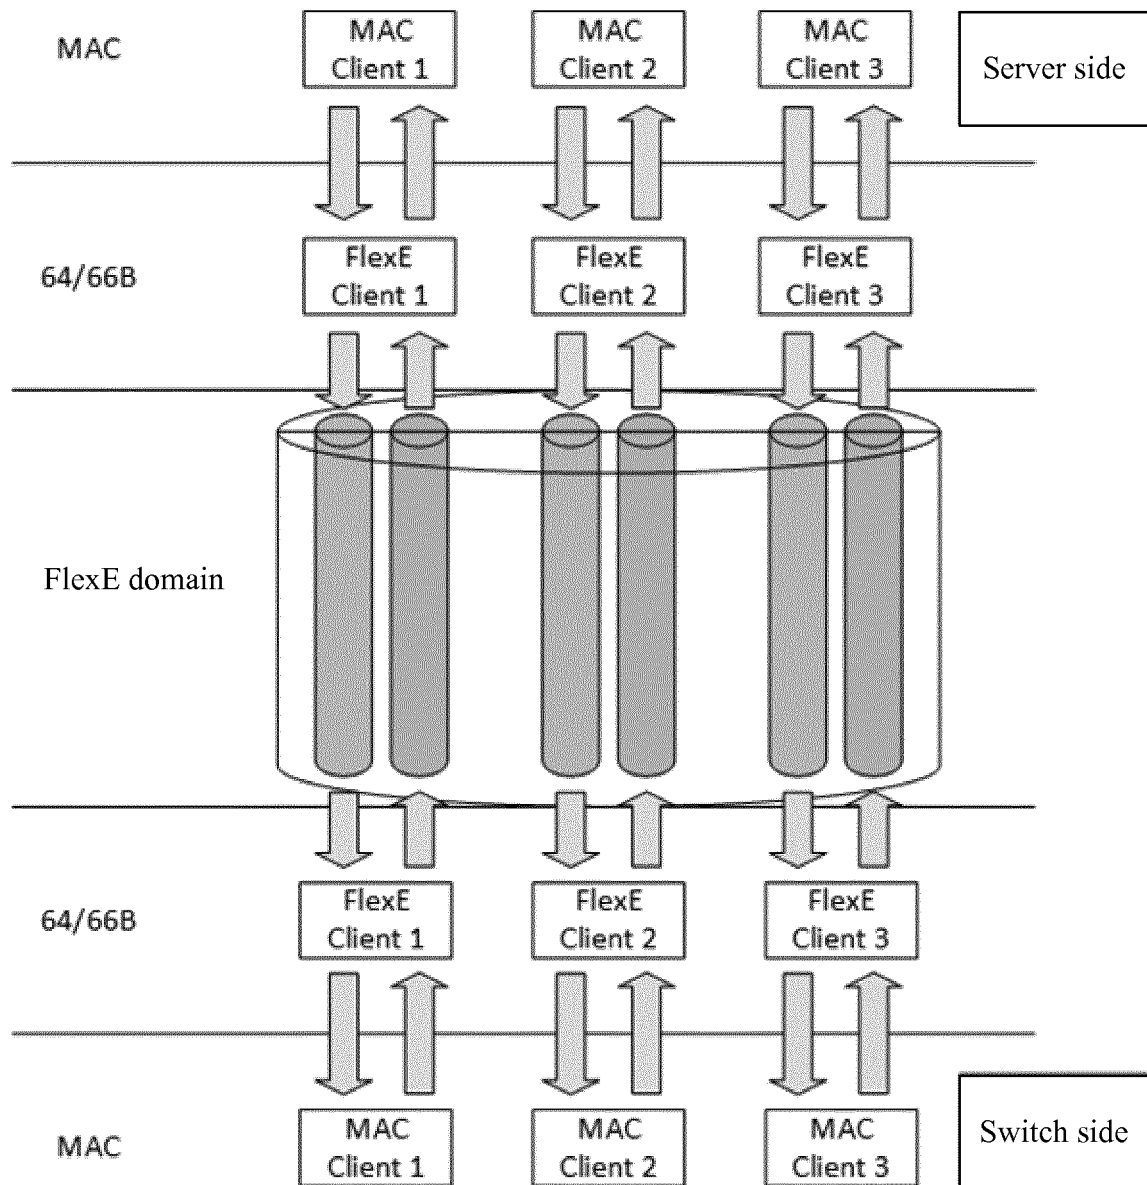 MAC
MAC
Client 1
MAC
Client 2
MAC
Client 3
Server side
64/66B
FlexE
Client 1
FlexE
Client 2
FlexE
Client 3
FlexE domain
64/66B
FlexE
Client 1
FlexE
Client 2
FlexE
Client 3
MAC
MAC
Client 1
MAC
Client 2
MAC
Client 3
Switch side